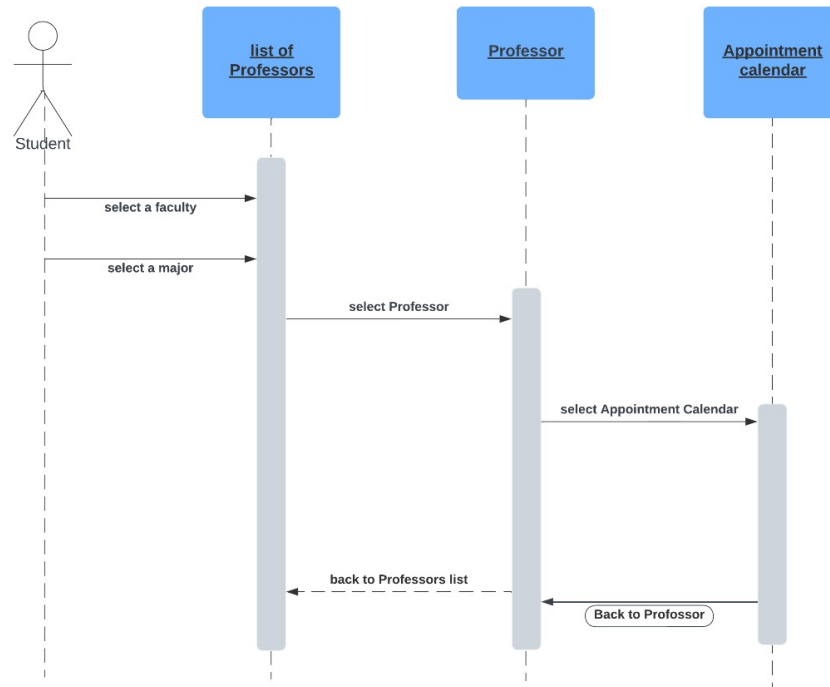 list of
Professors
Professor
Appointment
calendar
Student
select a faculty
select a major
select Professor
select Appointment Calendar
back to Professors list
Back to Profossor